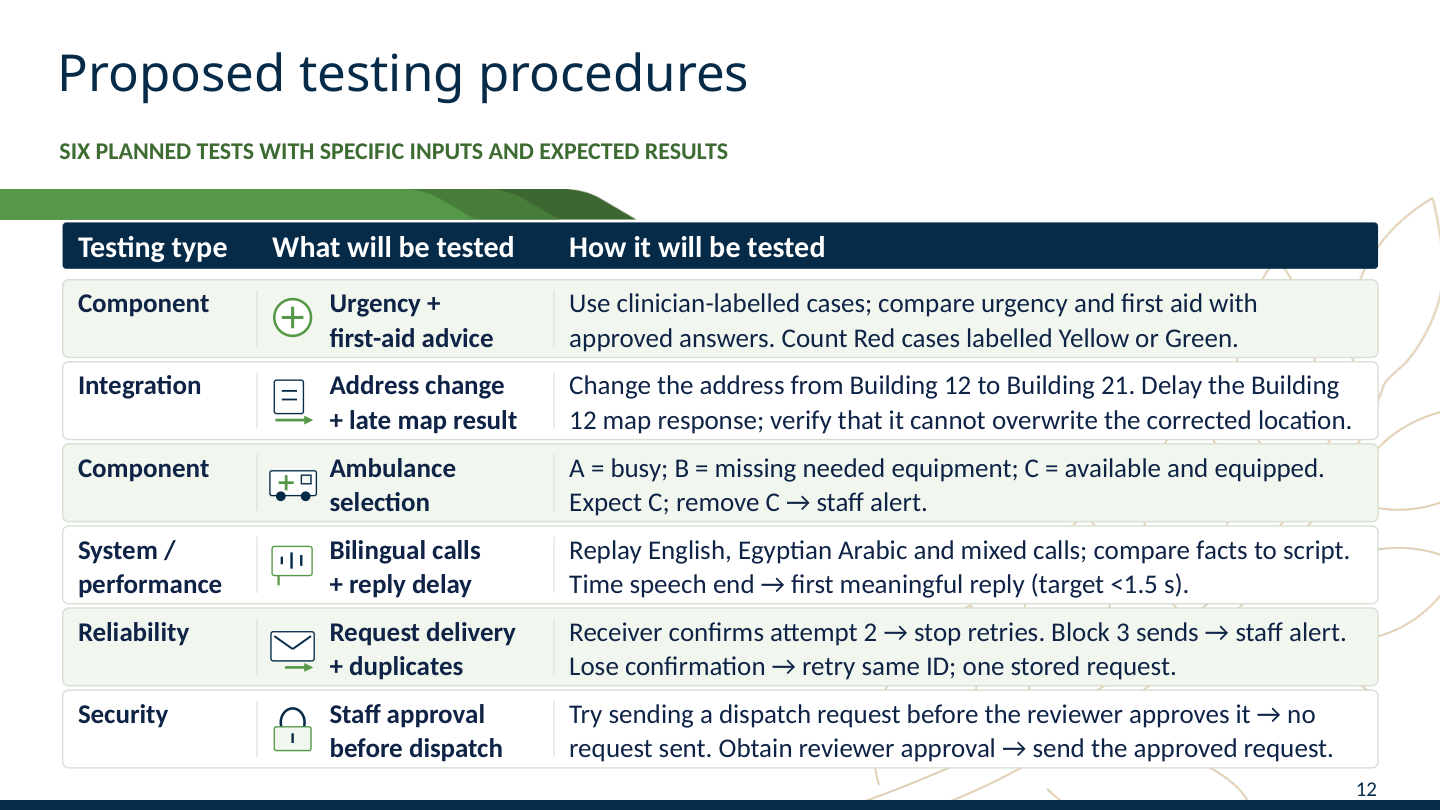 Proposed testing procedures
SIX PLANNED TESTS WITH SPECIFIC INPUTS AND EXPECTED RESULTS
Testing type What will be tested How it will be tested
Component
Urgency +
first-aid advice
Use clinician-labelled cases; compare urgency and first aid with
approved answers. Count Red cases labelled Yellow or Green.
Integration
Address change
+ late map result
Change the address from Building 12 to Building 21. Delay the Building
12 map response; verify that it cannot overwrite the corrected location.
Component
Ambulance
selection
A = busy; B = missing needed equipment; C = available and equipped.
Expect C; remove C → staff alert.
System /
performance
Bilingual calls
+ reply delay
Replay English, Egyptian Arabic and mixed calls; compare facts to script.
Time speech end → first meaningful reply (target <1.5 s).
Reliability
Request delivery
+ duplicates
Receiver confirms attempt 2 → stop retries. Block 3 sends → staff alert.
Lose confirmation → retry same ID; one stored request.
Security
Staff approval
before dispatch
Try sending a dispatch request before the reviewer approves it → no
request sent. Obtain reviewer approval → send the approved request.
12